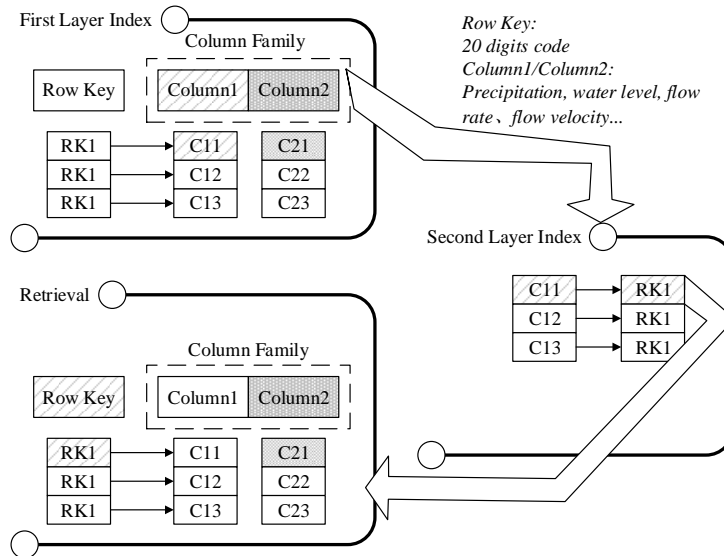 First Layer Index
Column Family
Row Key
Column1
Column2
RK1
C11
C21
RK1
C12
C22
RK1
C13
C23
Row Key:
20 digits code
Column1/Column2:
Precipitation, water level, flow
rate、flow velocity...
Second Layer Index
C11
RK1
C12
RK1
C13
RK1
Retrieval
Column Family
Row Key
Column1
Column2
RK1
C11
C21
RK1
C12
C22
RK1
C13
C23